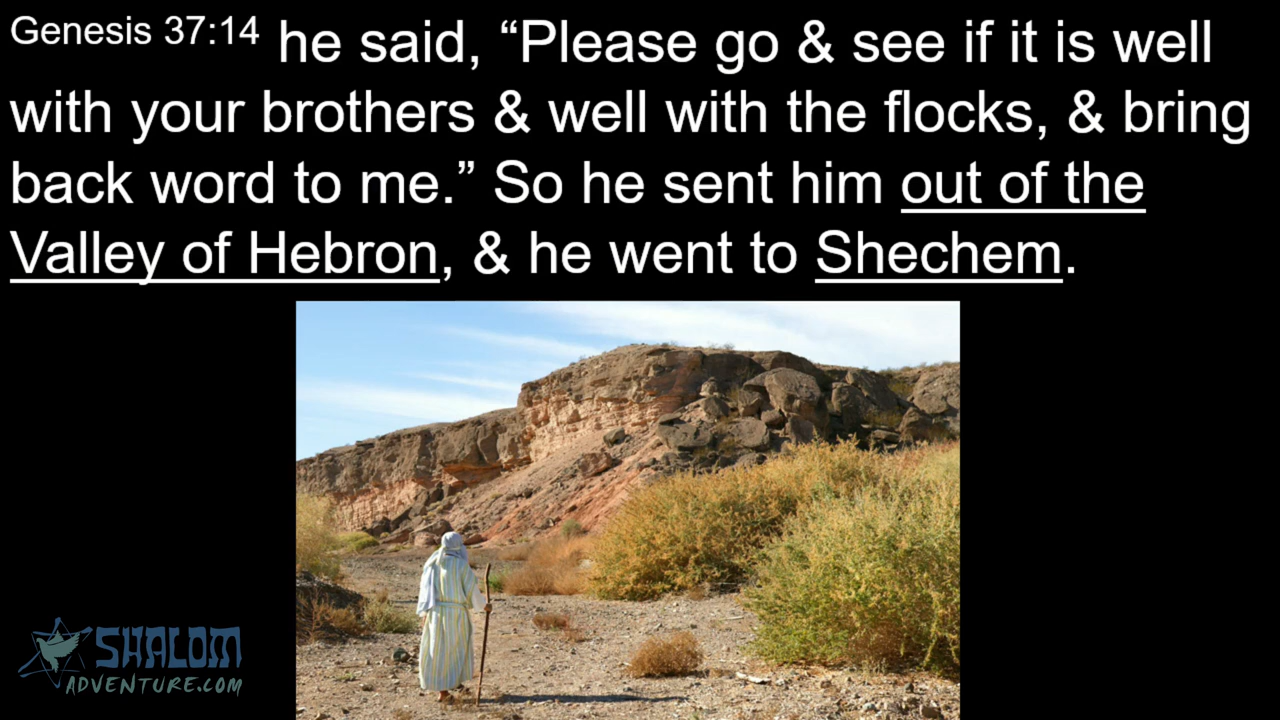 Genesis 37:14 he said, “Please go & see if it is well
with your brothers & well with the flocks, & bring
back word to me.” So he sent him out of the
Valley of Hebron, & he went to Shechem.
SHALOM
ADVENTURE.COM